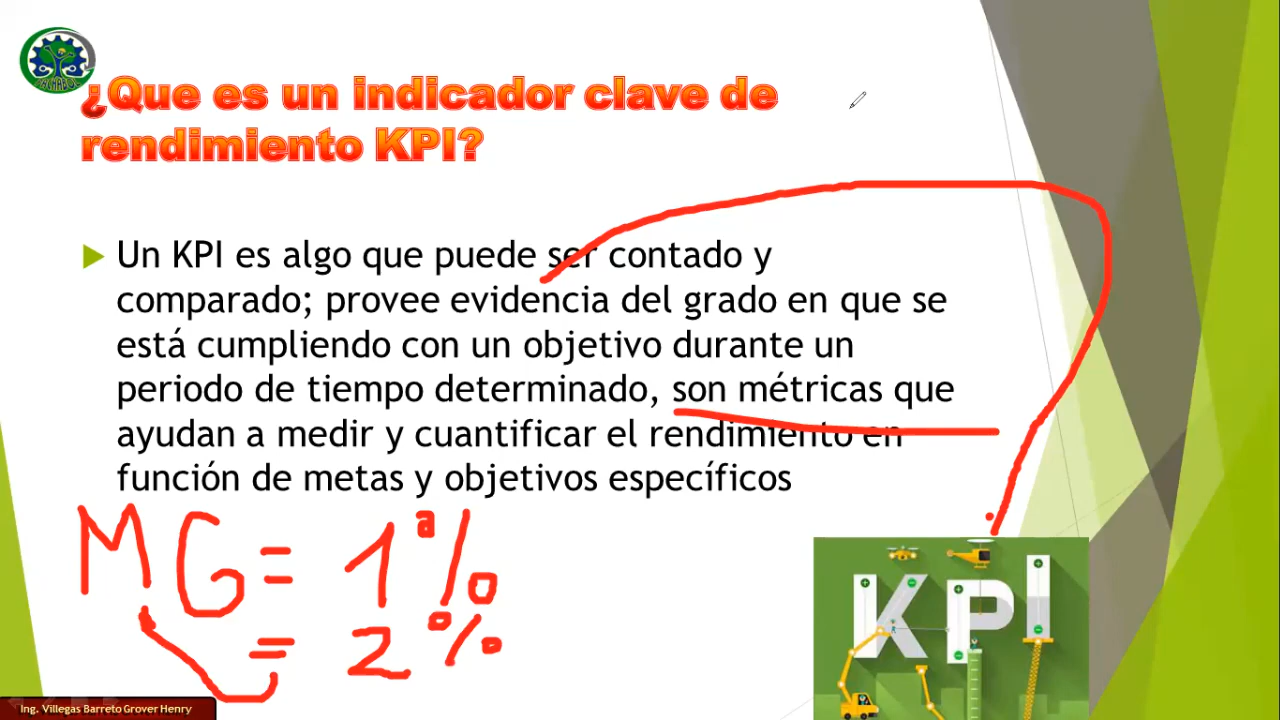 ¿Que es un indicador clave de
rendimiento KPI?
Un KPI es algo que puede ser contado y
comparado; provee evidencia del grado en que se
está cumpliendo con un objetivo durante un
periodo de tiempo determinado, son métricas que
ayudan a medir y cuantificar el rendimiento en
función de metas y objetivos específicos
MG = 1ª%
= 2º%
KPI
Ing. Villegas Barreto Grover Henry